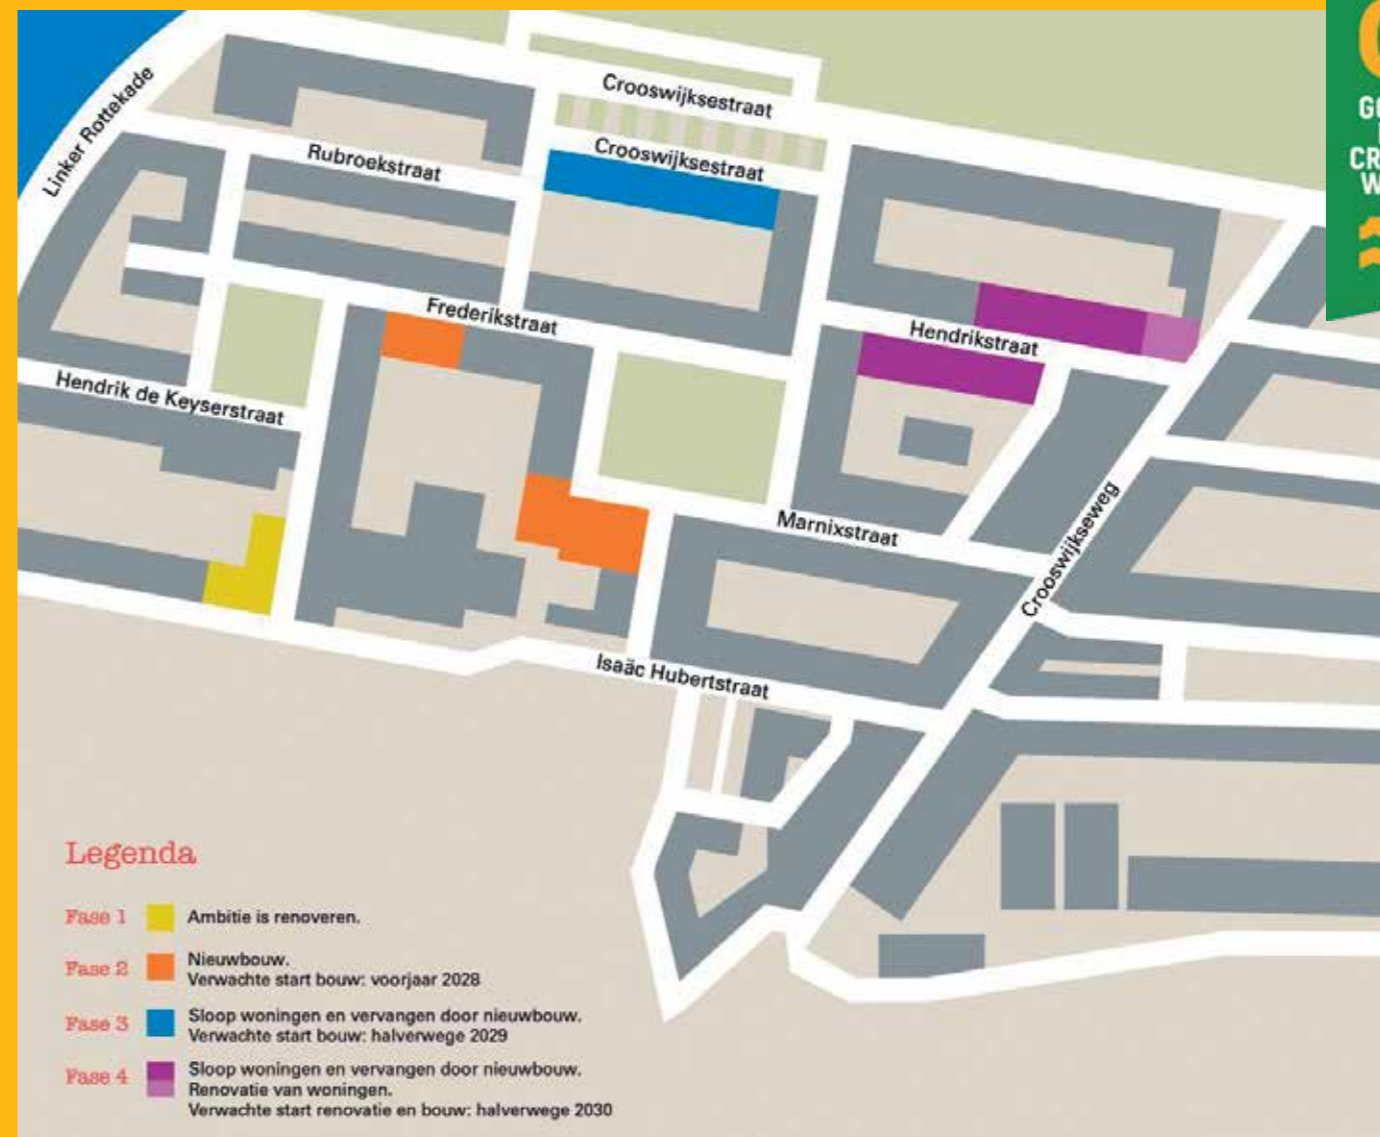 Crooswijksestraat
Linker Rottekade
Rubroekstraat
Crooswijksestraat
Frederikstraat
Hendrikstraat
Hendrik de Keyserstraat
Marnixstraat
Crooswijkseweg
Isaäc Hubertstraat
Legenda
Fase 1 Ambitie is renoveren.
Fase 2 Nieuwbouw.
Verwachte start bouw: voorjaar 2028
Fase 3 Sloop woningen en vervangen door nieuwbouw.
Verwachte start bouw: halverwege 2029
Fase 4 Sloop woningen en vervangen door nieuwbouw.
Renovatie van woningen.
Verwachte start renovatie en bouw: halverwege 2030